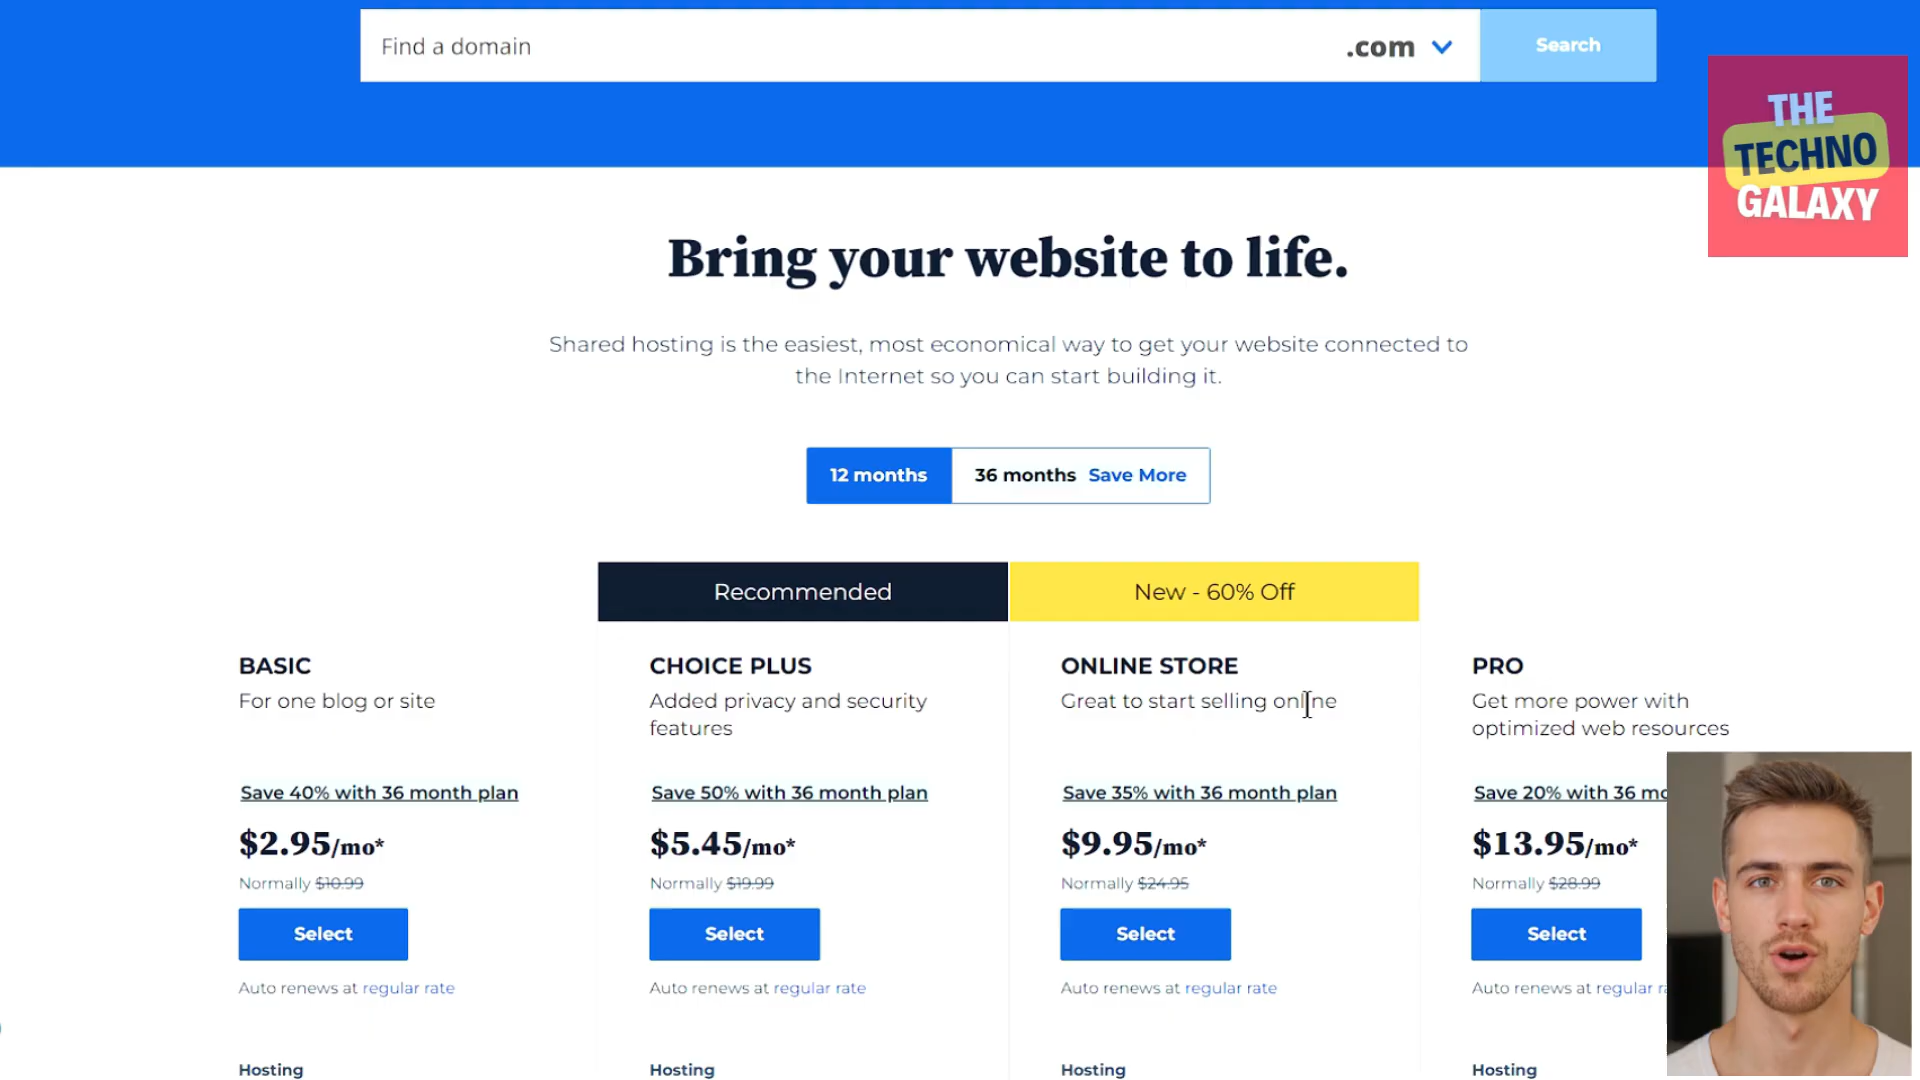 Find a domain
.com
Search
THE
TECHNO
GALAXY
Bring your website to life.
Shared hosting is the easiest, most economical way to get your website connected to
the Internet so you can start building it.
12 months
36 months Save More
Recommended
New - 60% Off
BASIC
For one blog or site
Save 40% with 36 month plan
$2.95/mo*
Normally $10.99
Select
Auto renews at regular rate
Hosting
CHOICE PLUS
Added privacy and security
features
Save 50% with 36 month plan
$5.45/mo*
Normally $19.99
Select
Auto renews at regular rate
Hosting
ONLINE STORE
Great to start selling online
Save 35% with 36 month plan
$9.95/mo*
Normally $24.95
Select
Auto renews at regular rate
Hosting
PRO
Get more power with
optimized web resources
Save 20% with 36
$13.95/mo*
Normally $28.99
Select
Auto renews at regular
Hosting